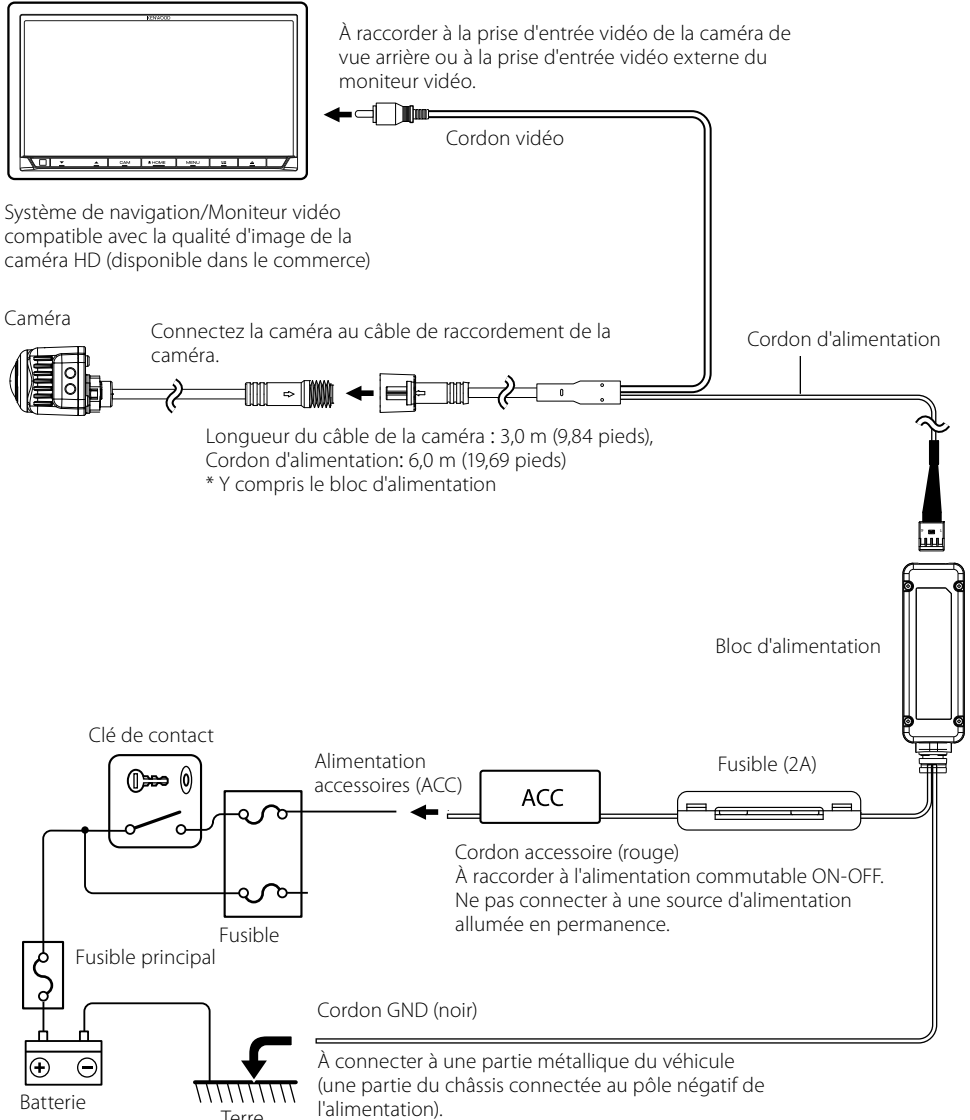 KENWOOD
À raccorder à la prise d'entrée vidéo de la caméra de
vue arrière ou à la prise d'entrée vidéo externe du
moniteur vidéo.
Cordon vidéo
CAM
HOME
MENU
Système de navigation/Moniteur vidéo
compatible avec la qualité d'image de la
caméra HD (disponible dans le commerce)
Caméra
Connectez la caméra au câble de raccordement de la
caméra.
Cordon d'alimentation
Longueur du câble de la caméra : 3,0 m (9,84 pieds),
Cordon d'alimentation: 6,0 m (19,69 pieds)
* Y compris le bloc d'alimentation
Bloc d'alimentation
Clé de contact
Alimentation
accessoires (ACC)
ACC
Fusible (2A)
Cordon accessoire (rouge)
À raccorder à l'alimentation commutable ON-OFF.
Ne pas connecter à une source d'alimentation
allumée en permanence.
Fusible
Fusible principal
Cordon GND (noir)
À connecter à une partie métallique du véhicule
(une partie du châssis connectée au pôle négatif de
l'alimentation).
Batterie
Terre